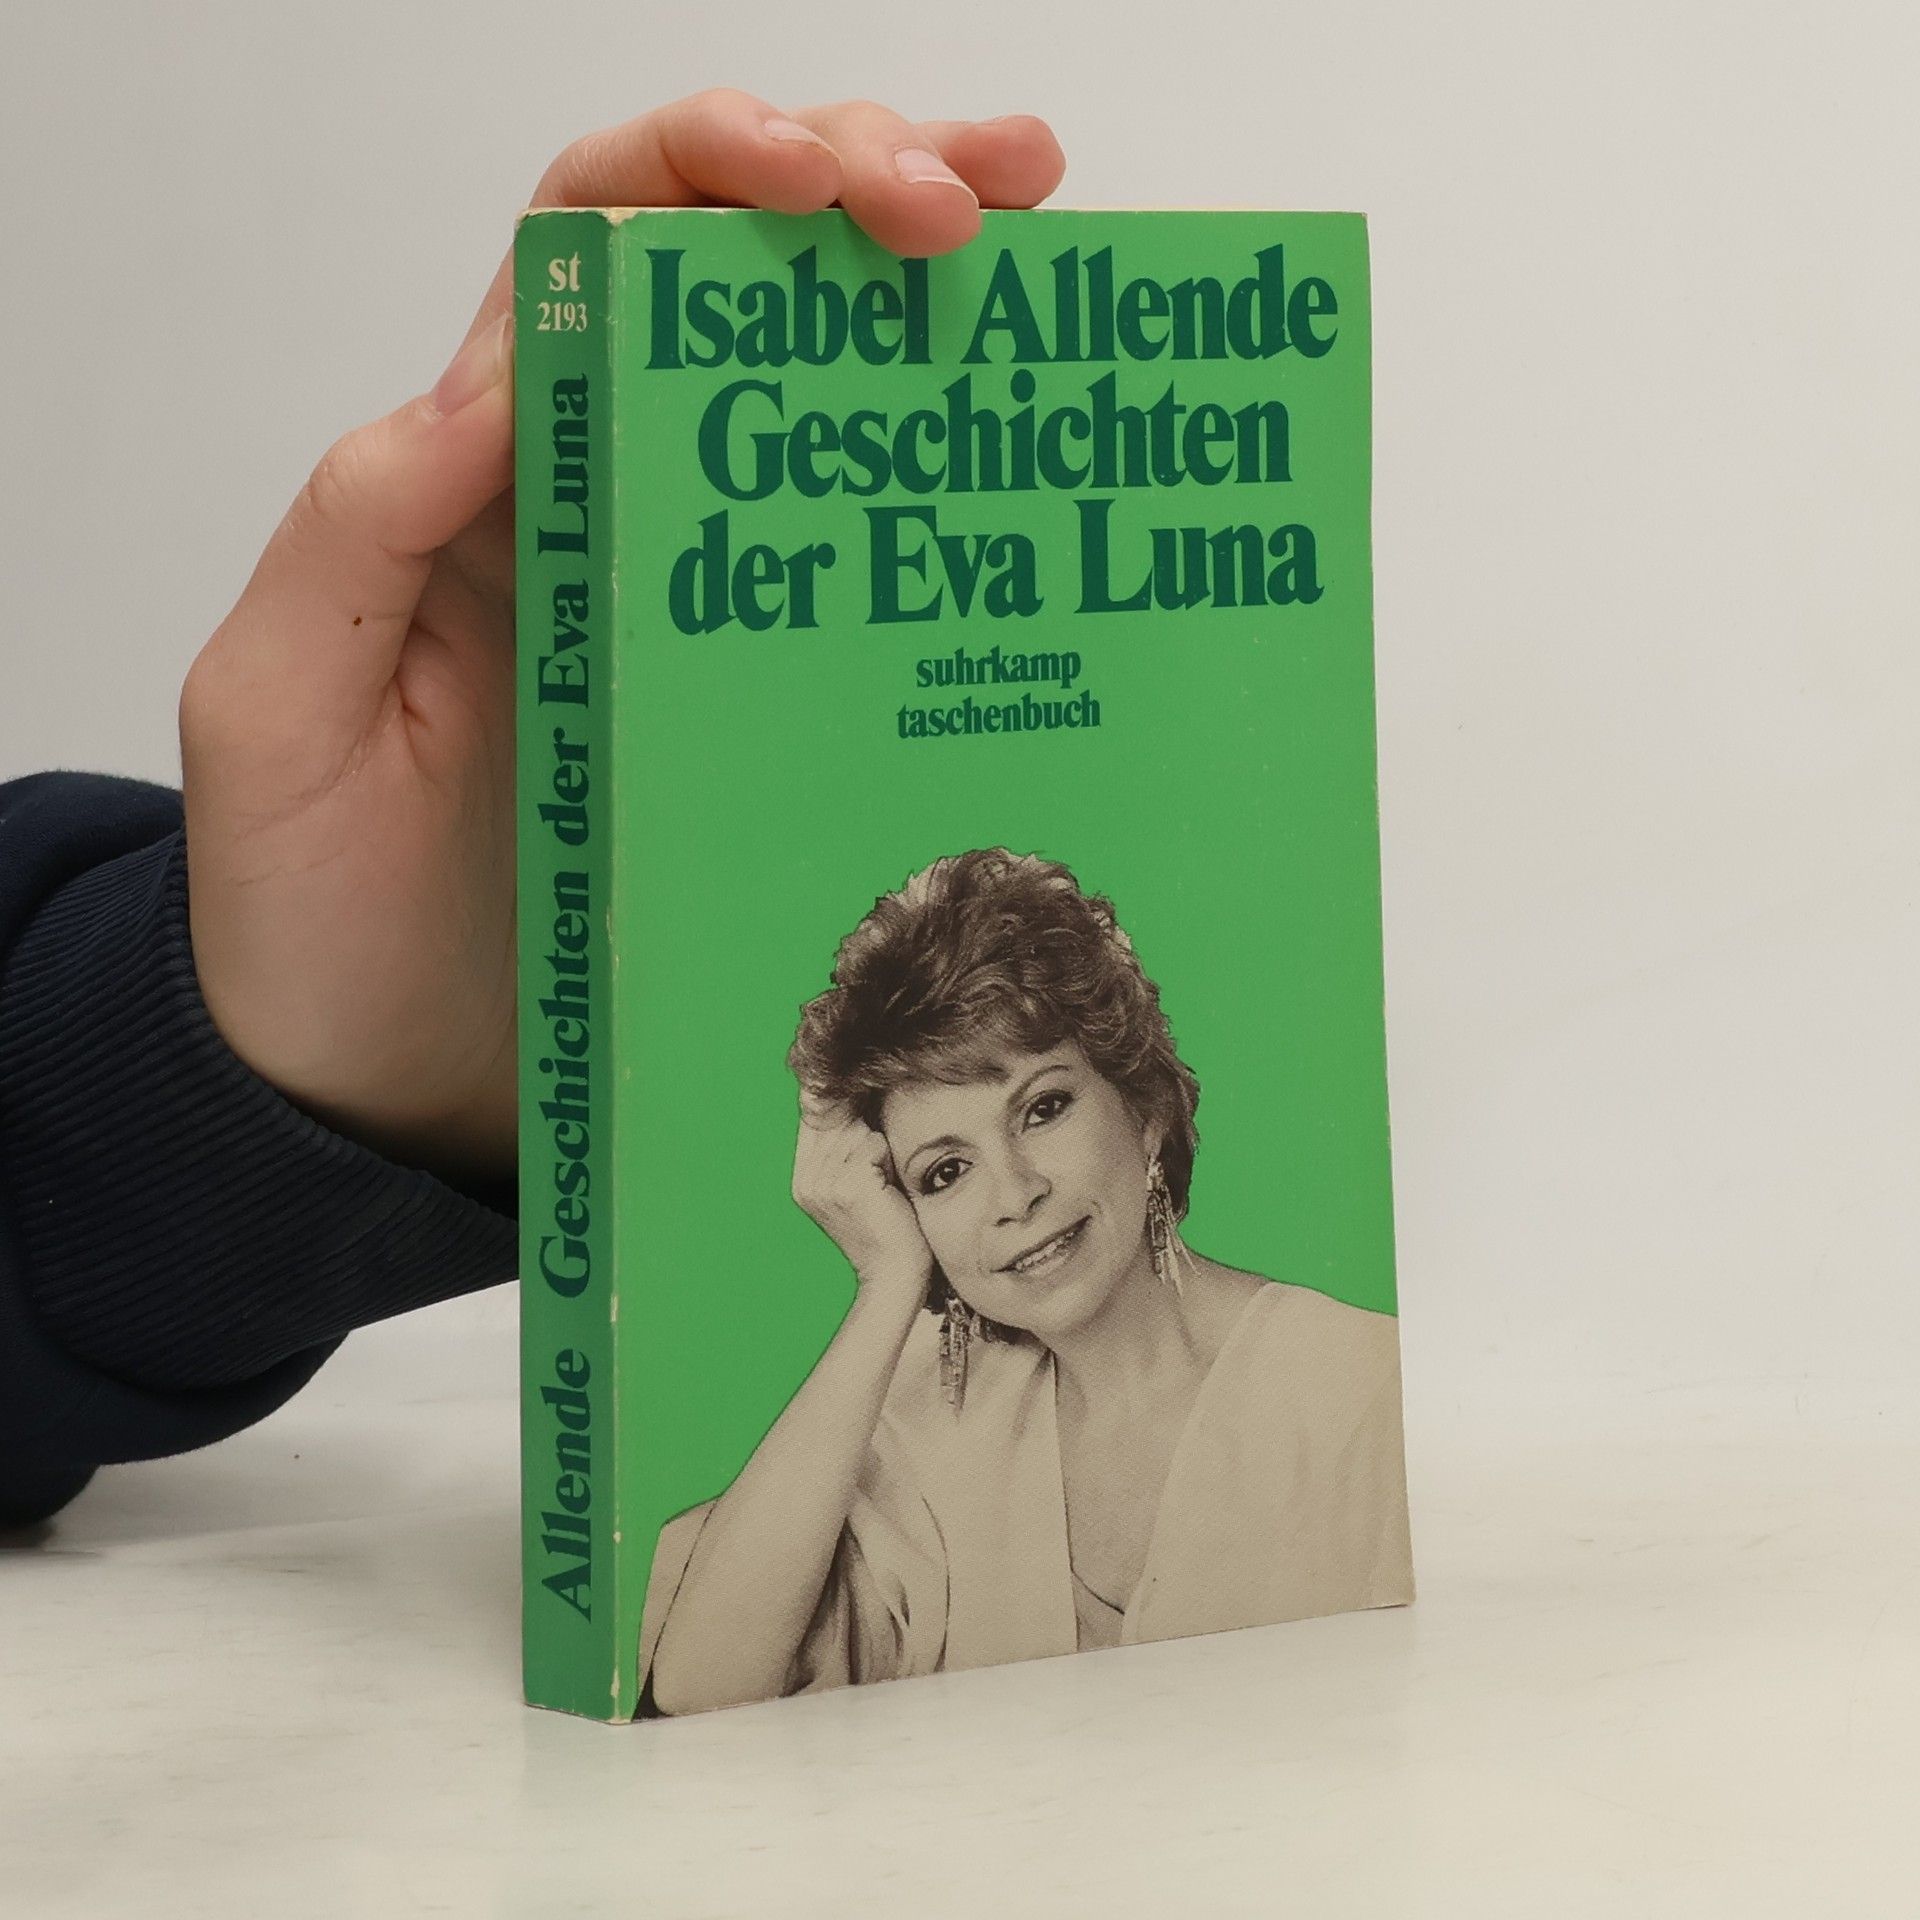 st
2193
Allende Geschichten der Eva Luna
Isabel Allende
Geschichten
der Eva Luna
suhrkamp
taschenbuch